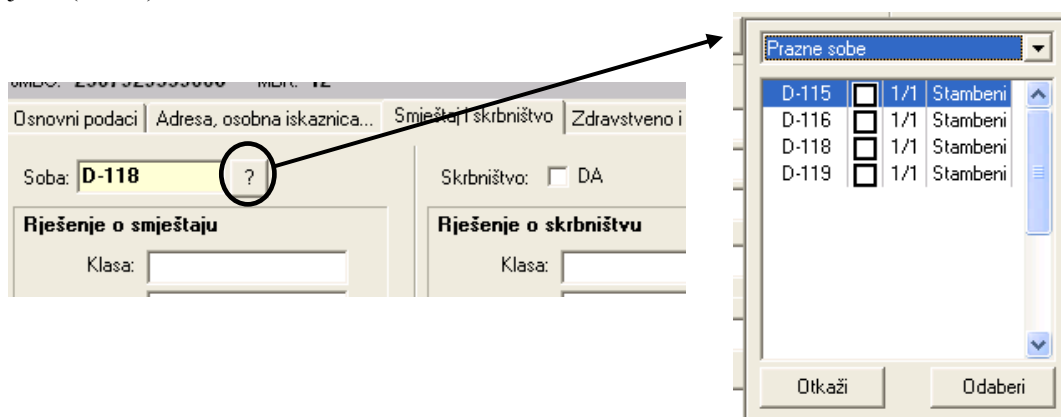 Osnovni podaci Adresa, osobna iskaznica... Smještaj i skrbništvo Zdravstveno i
Soba: D-118 ? Skrbništvo: DA
Rješenje o smještaju Rješenje o skrbništvu
Klasa: Klasa:
Prazne sobe
D-115 1/1 Stambeni
D-116 1/1 Stambeni
D-118 1/1 Stambeni
D-119 1/1 Stambeni
Otkaži Odaberi